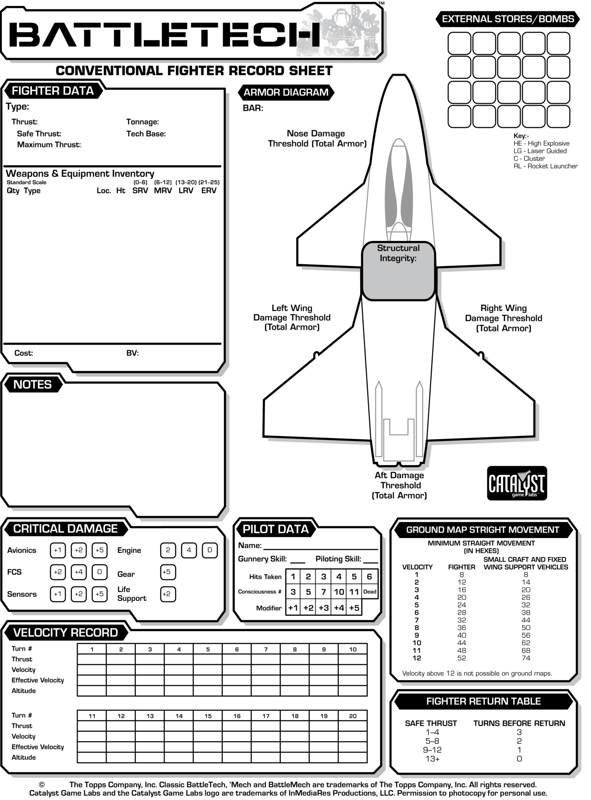 BATTLETECH™
CONVENTIONAL FIGHTER RECORD SHEET
EXTERNAL STORES/BOMBS
Key:-
HE - High Explosive
LG - Laser Guided
C - Cluster
RL - Rocket Launcher
FIGHTER DATA
Type:
Thrust: Tonnage:
Safe Thrust: Tech Base:
Maximum Thrust:
Weapons & Equipment Inventory
Standard Scale (0-6) (6-12) (13-20) (21-25)
Qty Type Loc. Ht SRV MRV LRV ERV
Cost: BV:
ARMOR DIAGRAM
BAR:
Nose Damage
Threshold (Total Armor)
Structural
Integrity:
Left Wing
Damage Threshold
(Total Armor)
Right Wing
Damage Threshold
(Total Armor)
Aft Damage
Threshold
(Total Armor)
CATALYST
game labs
NOTES
CRITICAL DAMAGE
Avionics +1 +2 +5 Engine 2 4 D
FCS +2 +4 D Gear +5
Sensors +1 +2 +5 Life
Support +2
PILOT DATA
Name:
Gunnery Skill: Piloting Skill:
Hits Taken 1 2 3 4 5 6
Consciousness # 3 5 7 10 11 Dead
Modifier +1 +2 +3 +4 +5
GROUND MAP STRIGHT MOVEMENT
MINIMUM STRAIGHT MOVEMENT
(IN HEXES)
SMALL CRAFT AND FIXED
VELOCITY FIGHTER WING SUPPORT VEHICLES
1 8 8
2 12 14
3 16 20
4 20 26
5 24 32
6 28 38
7 32 44
8 36 50
9 40 56
10 44 62
11 48 68
12 52 74
Velocity above 12 is not possible on ground maps.
VELOCITY RECORD
Turn # 1 2 3 4 5 6 7 8 9 10
Thrust
Velocity
Effective Velocity
Altitude
Turn # 11 12 13 14 15 16 17 18 19 20
Thrust
Velocity
Effective Velocity
Altitude
FIGHTER RETURN TABLE
SAFE THRUST TURNS BEFORE RETURN
1–4 3
5–8 2
9–12 1
13+ 0
© The Topps Company, Inc. Classic BattleTech, 'Mech and BattleMech are trademarks of The Topps Company, Inc. All rights reserved.
Catalyst Game Labs and the Catalyst Game Labs logo are trademarks of InMediaRes Productions, LLC. Permission to photocopy for personal use.